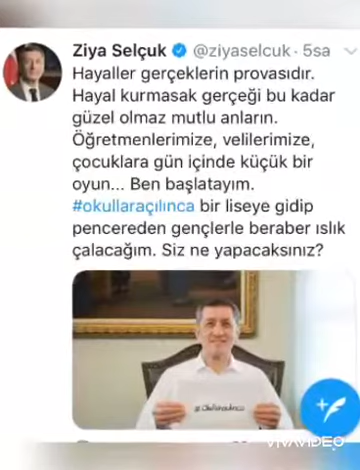 Ziya Selçuk @ziyaselcuk · 5sa
Hayaller gerçeklerin provasıdır.
Hayal kurmasak gerçeği bu kadar
güzel olmaz mutlu anların.
Öğretmenlerimize, velilerimize,
çocuklara gün içinde küçük bir
oyun... Ben başlatayım.
#okullaraçılınca bir liseye gidip
pencereden gençlerle beraber ıslık
çalacağım. Siz ne yapacaksınız?
#okullaraçılınca
VIVAVIDEO